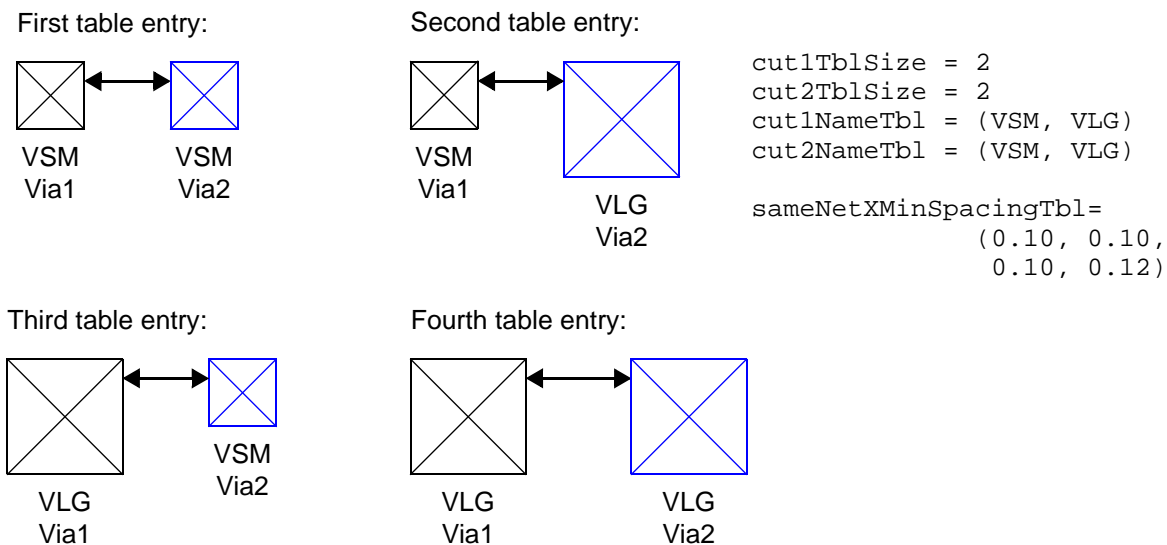 First table entry:
VSM
Via1
VSM
Via2
Second table entry:
VSM
Via1
VLG
Via2
cut1TblSize = 2
cut2TblSize = 2
cut1NameTbl = (VSM, VLG)
cut2NameTbl = (VSM, VLG)
sameNetXMinSpacingTbl=
(0.10, 0.10,
0.10, 0.12)
Third table entry:
VLG
Via1
VSM
Via2
Fourth table entry:
VLG
Via1
VLG
Via2